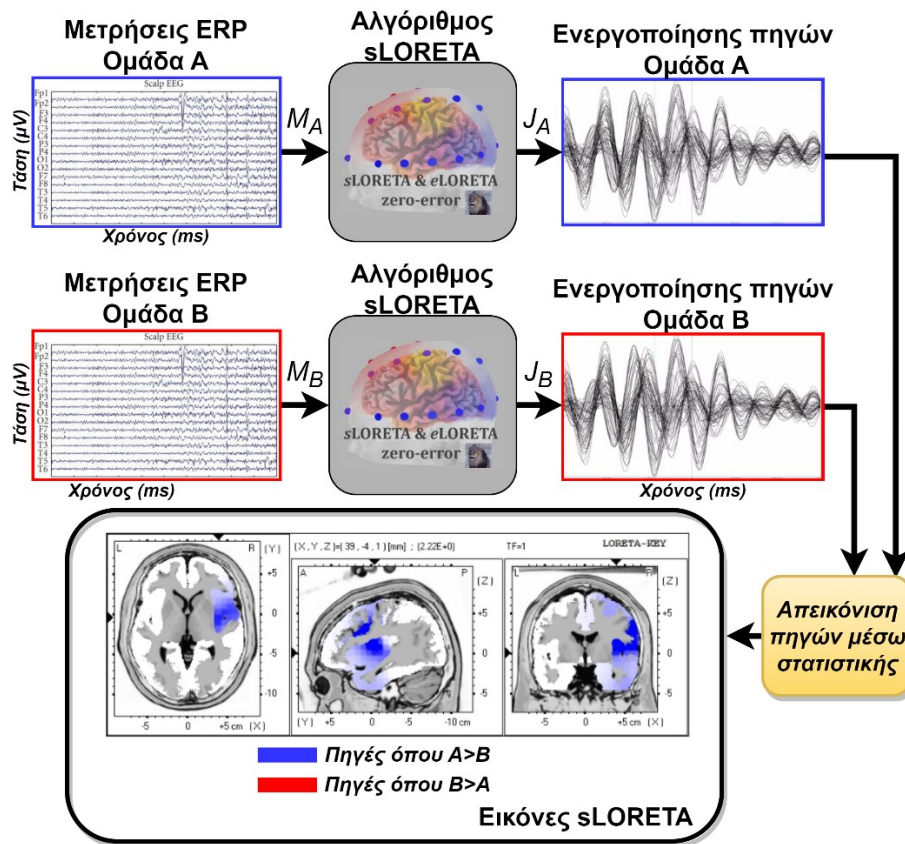 Μετρήσεις ERP
Ομάδα Α
Αλγόριθμος
sLORETA
Ενεργοποίησης πηγών
Ομάδα Α
Scalp EEG
Τάση (μV)
Fp1
Fp2
F3
F4
C3
C4
P3
P4
O1
O2
F7
F8
T3
T4
T5
T6
Χρόνος (ms)
M_A
sLORETA & eLORETA
zero-error
J_A
Μετρήσεις ERP
Ομάδα Β
Αλγόριθμος
sLORETA
Ενεργοποίησης πηγών
Ομάδα Β
Scalp EEG
Τάση (μV)
Fp1
Fp2
F3
F4
C3
C4
P3
P4
O1
O2
F7
F8
T3
T4
T5
T6
Χρόνος (ms)
M_B
sLORETA & eLORETA
zero-error
J_B
Χρόνος (ms)
L R (Y) (X,Y,Z)=(39,-4,1)[mm] ; (2.22E+0) TF=1 LORETA-KEY
A P (Z) L R (Z)
+5
0
-5
-10
-5 0 +5 cm (X)
+5
0
-5
(Y) +5 0 -5 -10 cm
+5
0
-5
-5 0 +5 cm (X)
Πηγές όπου A>B
Πηγές όπου B>A
Εικόνες sLORETA
Απεικόνιση
πηγών μέσω
στατιστικής